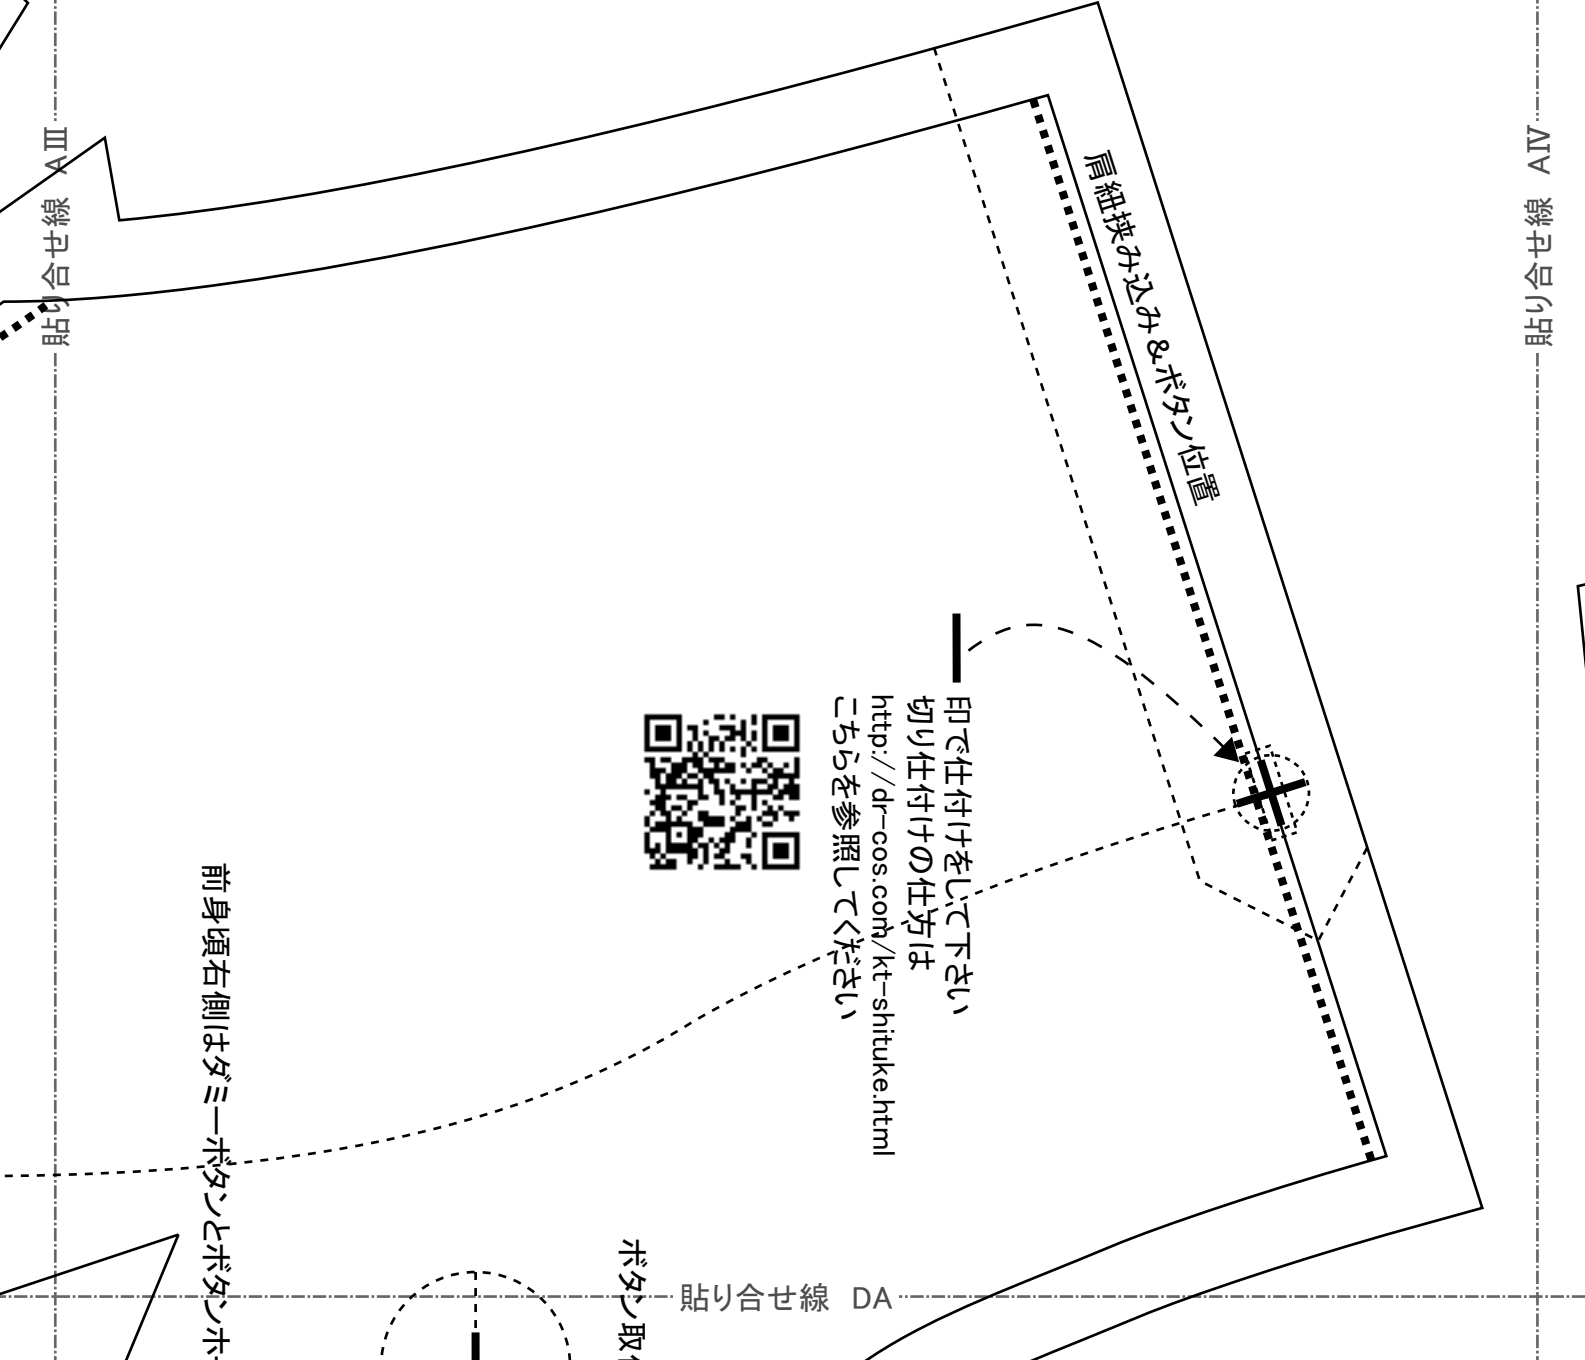 貼り合せ線 AⅢ
貼り合せ線 AⅣ
肩紐挟み込み&ボタン位置
印で仕付けをして下さい
切り仕付けの仕方は
http://dr-cos.com/kt-shituke.html
こちらを参照してください
前身頃右側はダミーボタンとボタンホ
ボタン取
貼り合せ線 DA